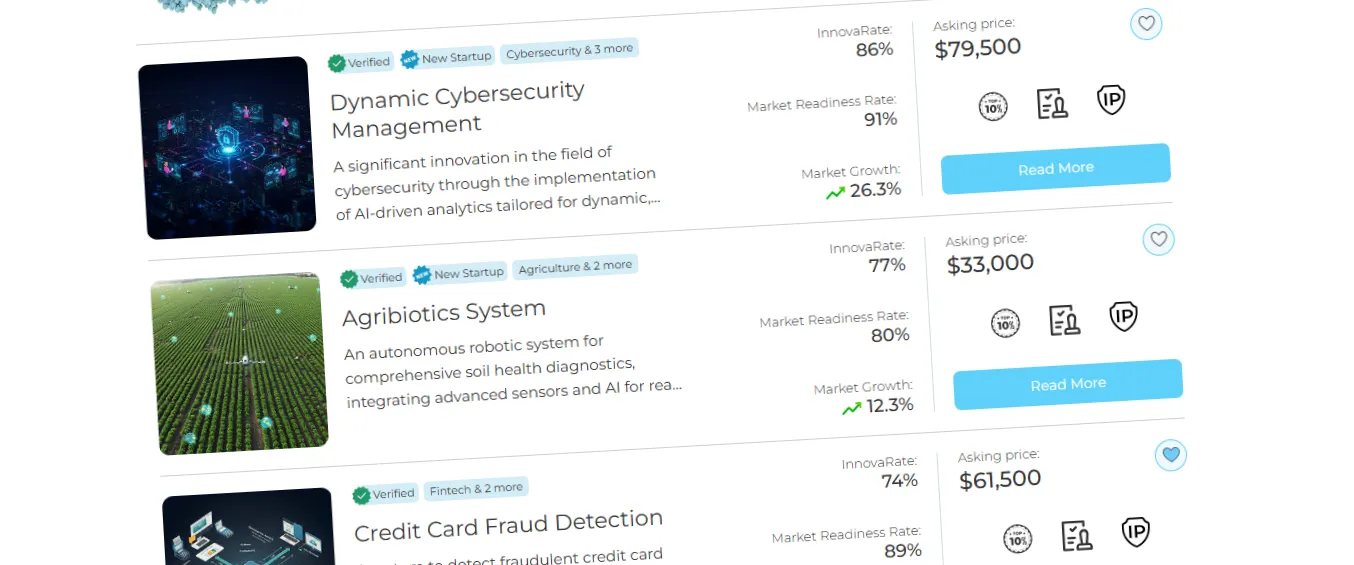 Verified
NEW New Startup
Cybersecurity & 3 more
Dynamic Cybersecurity
Management
A significant innovation in the field of
cybersecurity through the implementation
of AI-driven analytics tailored for dynamic,...
InnovaRate:
86%
Market Readiness Rate:
91%
Market Growth:
26.3%
Asking price:
$79,500
TOP 10%
IP
Read More
Verified
NEW New Startup
Agriculture & 2 more
Agribiotics System
An autonomous robotic system for
comprehensive soil health diagnostics,
integrating advanced sensors and AI for rea...
InnovaRate:
77%
Market Readiness Rate:
80%
Market Growth:
12.3%
Asking price:
$33,000
TOP 10%
IP
Read More
Verified
Fintech & 2 more
Credit Card Fraud Detection
to detect fraudulent credit card
InnovaRate:
74%
Market Readiness Rate:
89%
Asking price:
$61,500
TOP 10%
IP